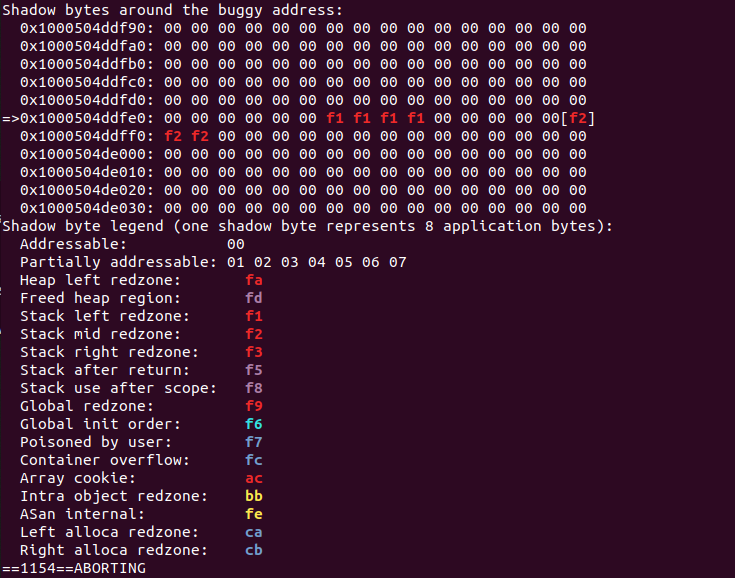 Shadow bytes around the buggy address:
  0x1000504ddf90: 00 00 00 00 00 00 00 00 00 00 00 00 00 00 00 00
  0x1000504ddfa0: 00 00 00 00 00 00 00 00 00 00 00 00 00 00 00 00
  0x1000504ddfb0: 00 00 00 00 00 00 00 00 00 00 00 00 00 00 00 00
  0x1000504ddfc0: 00 00 00 00 00 00 00 00 00 00 00 00 00 00 00 00
  0x1000504ddfd0: 00 00 00 00 00 00 00 00 00 00 00 00 00 00 00 00
=>0x1000504ddfe0: 00 00 00 00 00 00 f1 f1 f1 f1 00 00 00 00 00[f2]
  0x1000504ddff0: f2 f2 00 00 00 00 00 00 00 00 00 00 00 00 00 00
  0x1000504de000: 00 00 00 00 00 00 00 00 00 00 00 00 00 00 00 00
  0x1000504de010: 00 00 00 00 00 00 00 00 00 00 00 00 00 00 00 00
  0x1000504de020: 00 00 00 00 00 00 00 00 00 00 00 00 00 00 00 00
  0x1000504de030: 00 00 00 00 00 00 00 00 00 00 00 00 00 00 00 00
Shadow byte legend (one shadow byte represents 8 application bytes):
  Addressable:           00
  Partially addressable: 01 02 03 04 05 06 07
  Heap left redzone:       fa
  Freed heap region:       fd
  Stack left redzone:      f1
  Stack mid redzone:       f2
  Stack right redzone:     f3
  Stack after return:      f5
  Stack use after scope:   f8
  Global redzone:          f9
  Global init order:       f6
  Poisoned by user:        f7
  Container overflow:      fc
  Array cookie:            ac
  Intra object redzone:    bb
  ASan internal:           fe
  Left alloca redzone:     ca
  Right alloca redzone:    cb
==1154==ABORTING